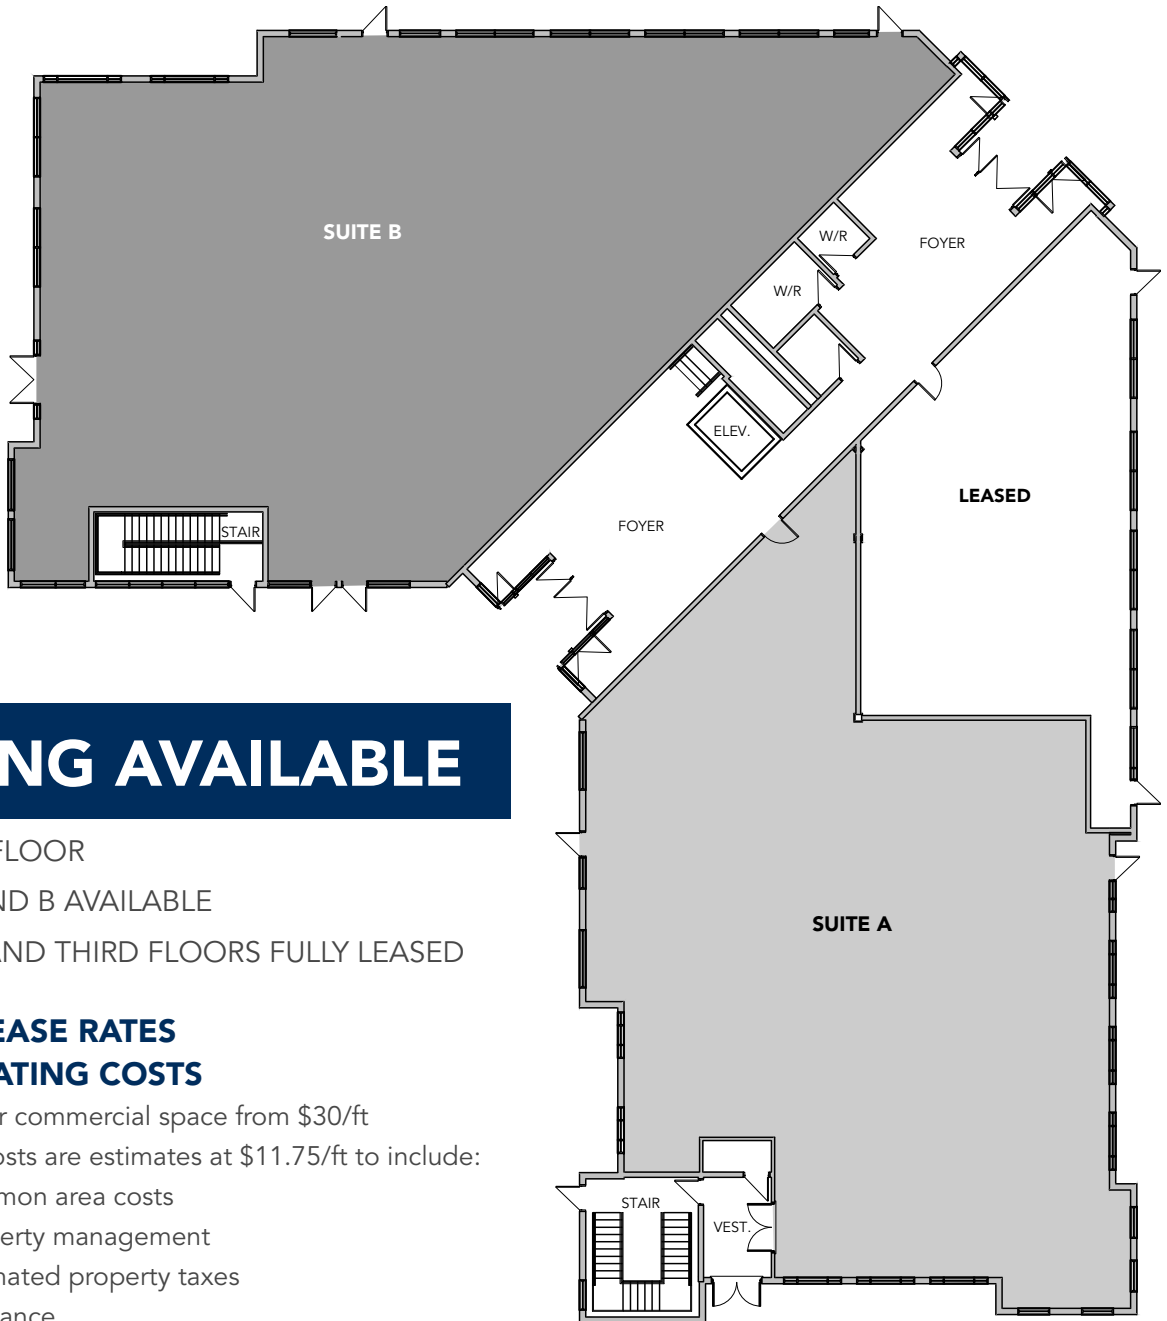 SUITE B
W/R
FOYER
W/R
ELEV.
LEASED
STAIR
FOYER
NG AVAILABLE
FLOOR
ND B AVAILABLE
AND THIRD FLOORS FULLY LEASED
SUITE A
EASE RATES
ATING COSTS
r commercial space from $30/ft
osts are estimates at $11.75/ft to include:
mon area costs
STAIR
VEST.
erty management
nated property taxes
ance